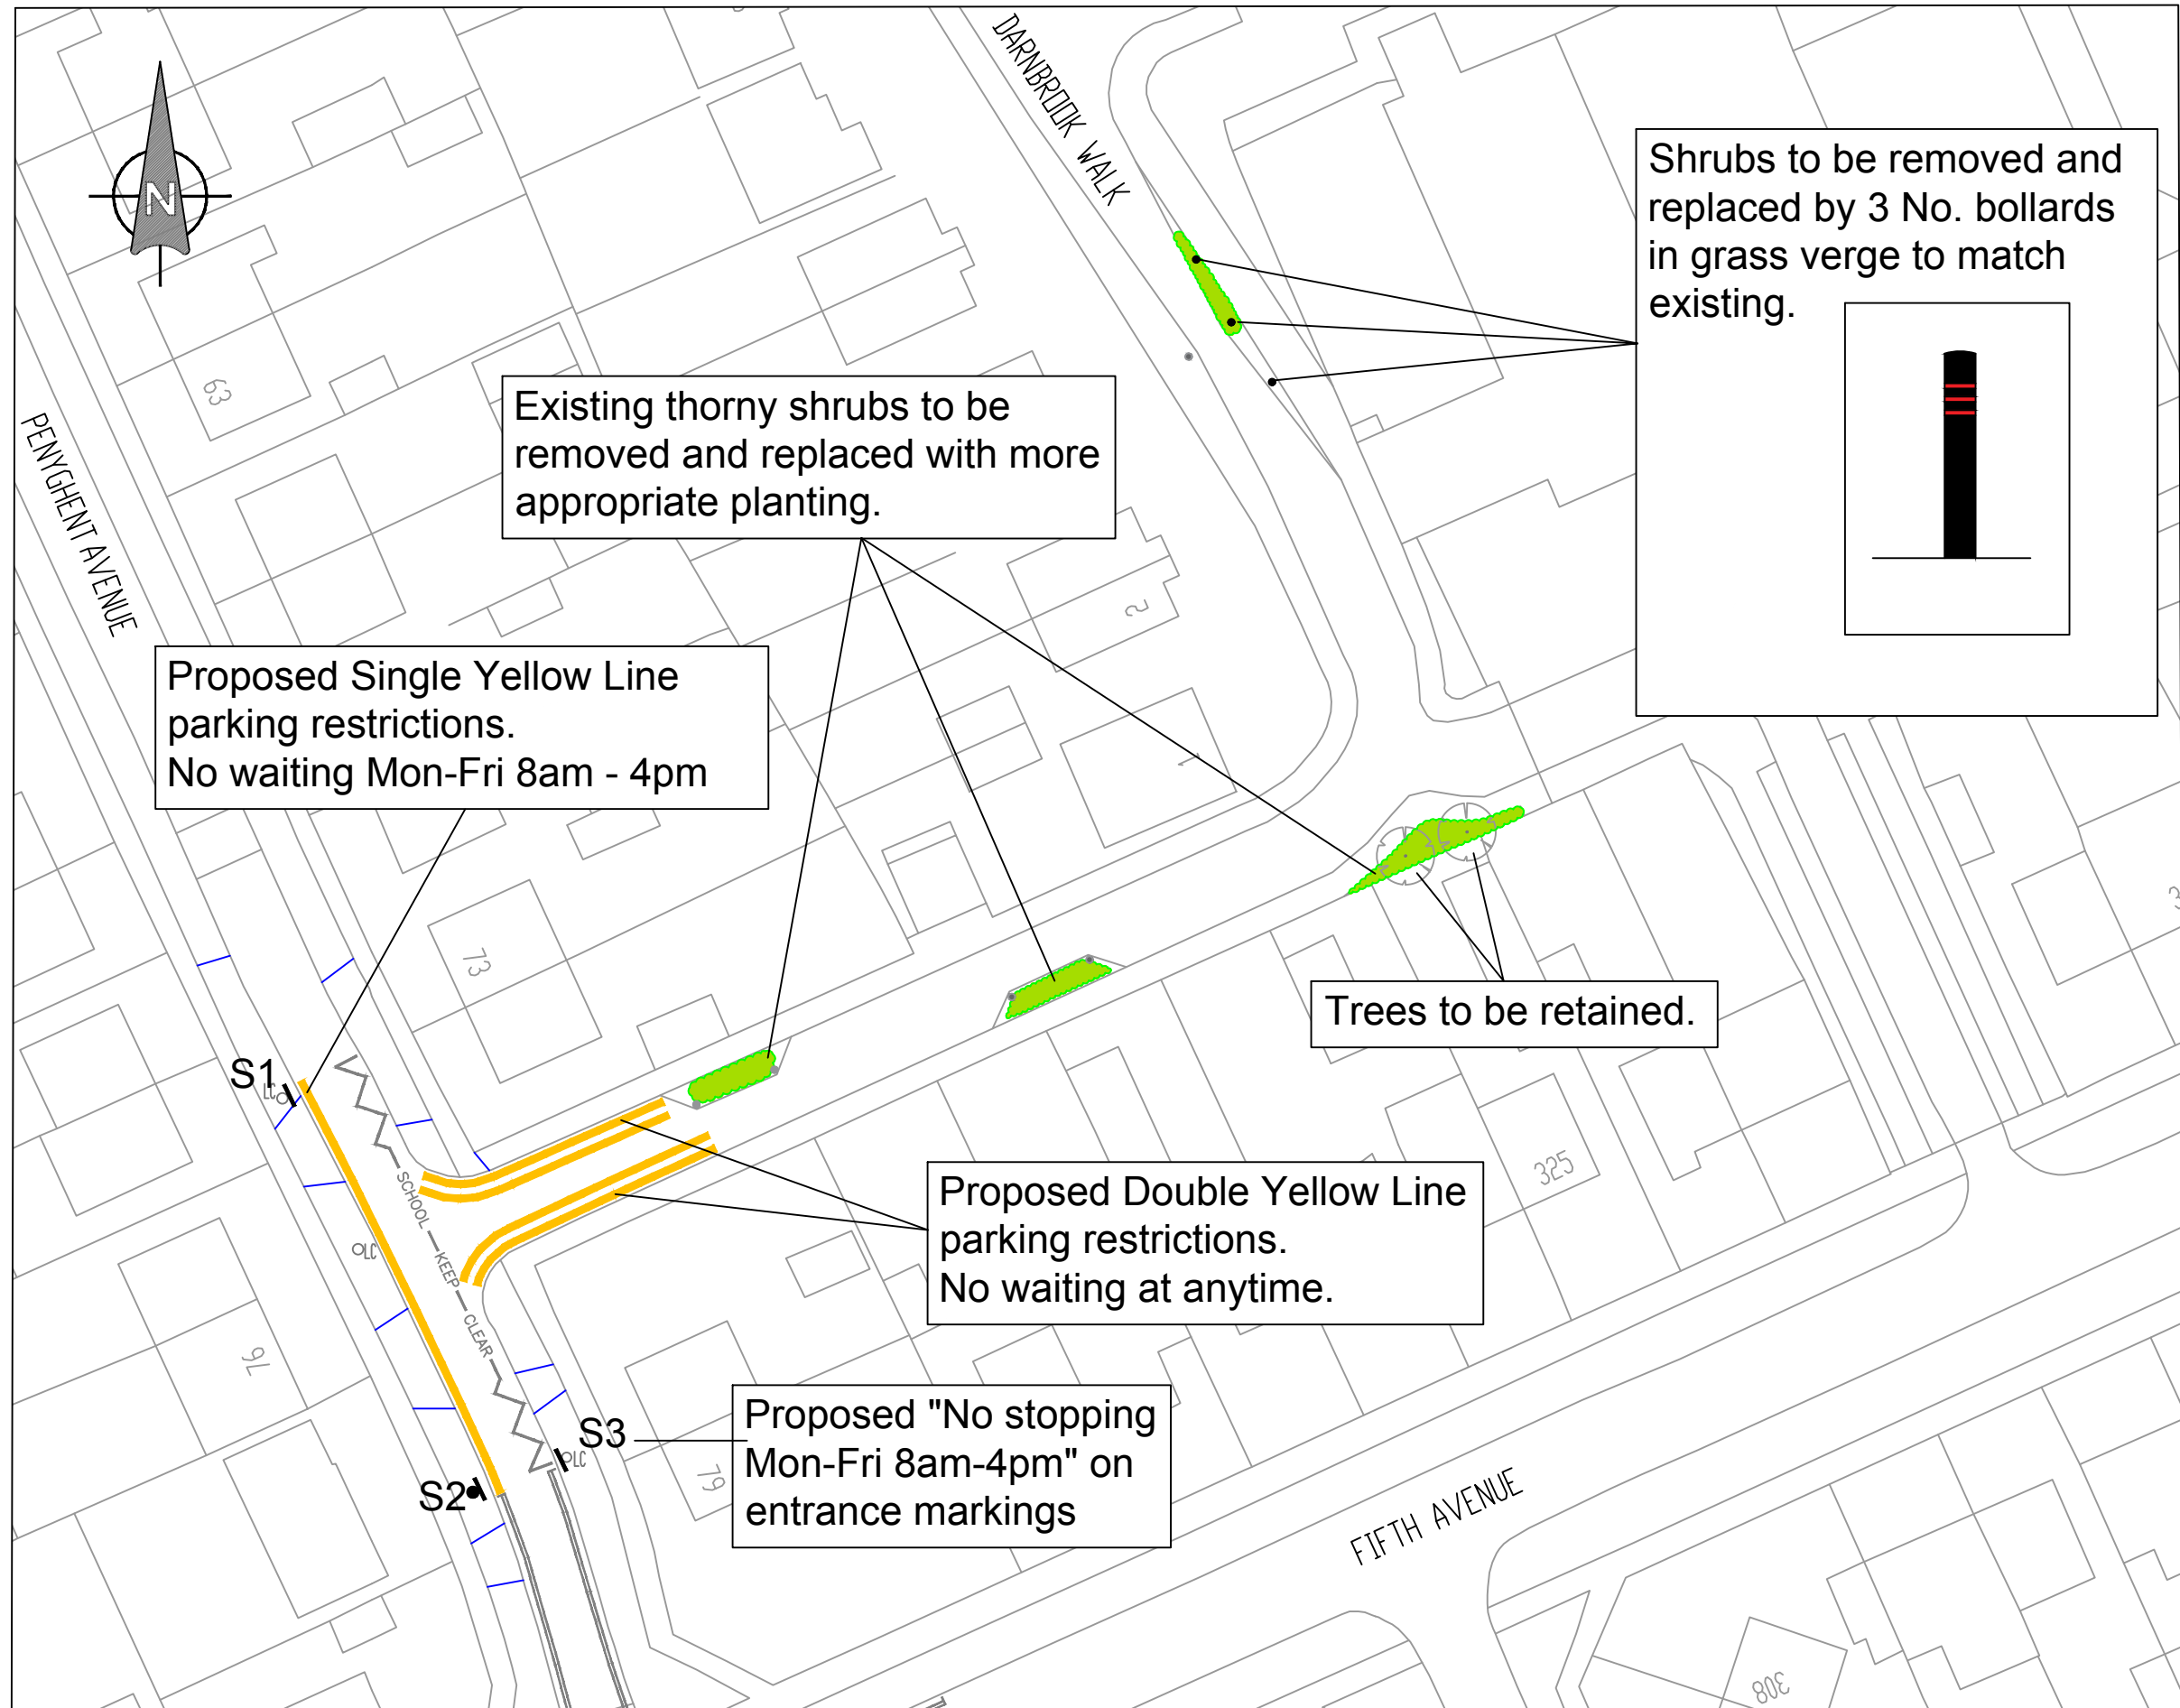 DARNBROOK WALK
N
Shrubs to be removed and
replaced by 3 No. bollards
in grass verge to match
existing.
63
Existing thorny shrubs to be
removed and replaced with more
appropriate planting.
PENYGHENT AVENUE
2
Proposed Single Yellow Line
parking restrictions.
No waiting Mon-Fri 8am - 4pm
1
73
Trees to be retained.
S1
LC
SCHOOL KEEP CLEAR
LC
325
Proposed Double Yellow Line
parking restrictions.
No waiting at anytime.
76
Proposed "No stopping
Mon-Fri 8am-4pm" on
entrance markings
S3
LC
79
S2
FIFTH AVENUE
308